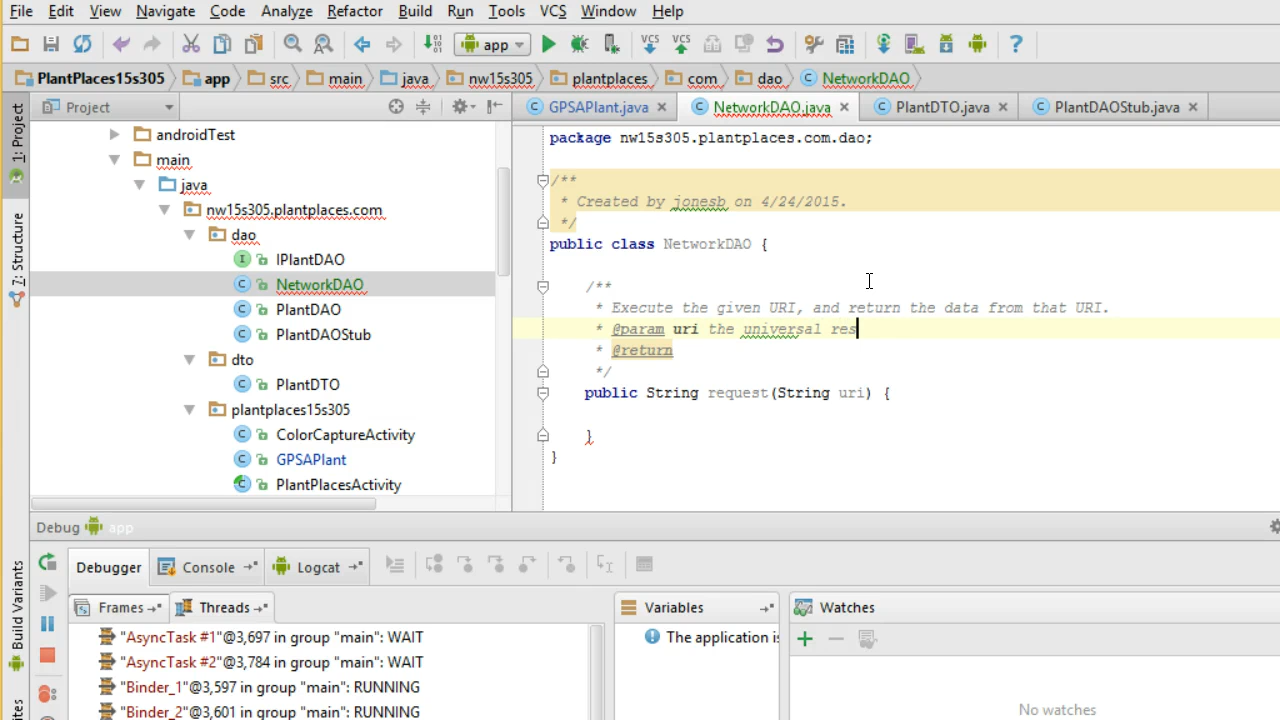 File Edit View Navigate Code Analyze Refactor Build Run Tools VCS Window Help
app VCS VCS
PlantPlaces15s305 app src main java nw15s305 plantplaces com dao NetworkDAO
1: Project
Project
GPSAPlant.java NetworkDAO.java PlantDTO.java PlantDAOStub.java
androidTest
main
java
nw15s305.plantplaces.com
dao
IPlantDAO
NetworkDAO
PlantDAO
PlantDAOStub
dto
PlantDTO
plantplaces15s305
ColorCaptureActivity
GPSAPlant
PlantPlacesActivity
7: Structure
Build Variants
package nw15s305.plantplaces.com.dao;
/**
* Created by jonesb on 4/24/2015.
*/
public class NetworkDAO {
/**
* Execute the given URI, and return the data from that URI.
* @param uri the universal res
* @return
*/
public String request(String uri) {
}
}
Debug app
Debugger Console Logcat
Frames Threads
"AsyncTask #1"@3,697 in group "main": WAIT
"AsyncTask #2"@3,784 in group "main": WAIT
"Binder_1"@3,597 in group "main": RUNNING
"Binder_2"@3,601 in group "main": RUNNING
Variables
The application is
Watches
No watches